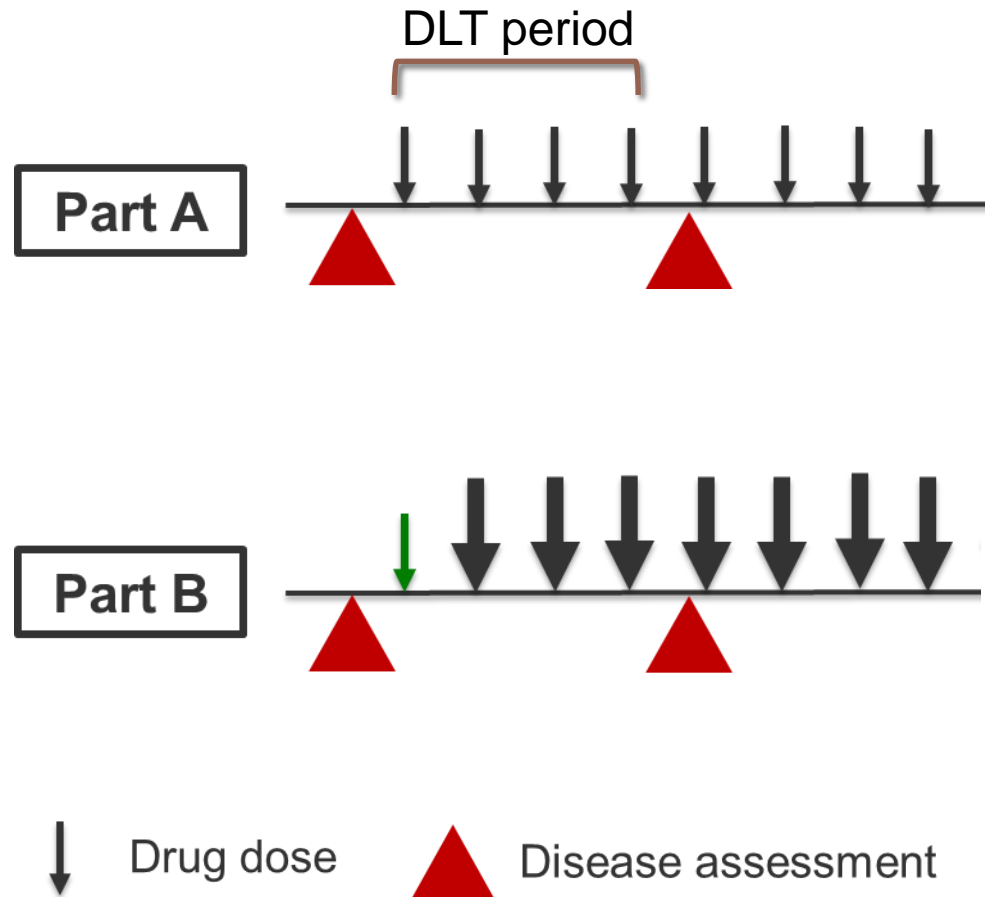 DLT period
Part A
Part B
Drug dose
Disease assessment